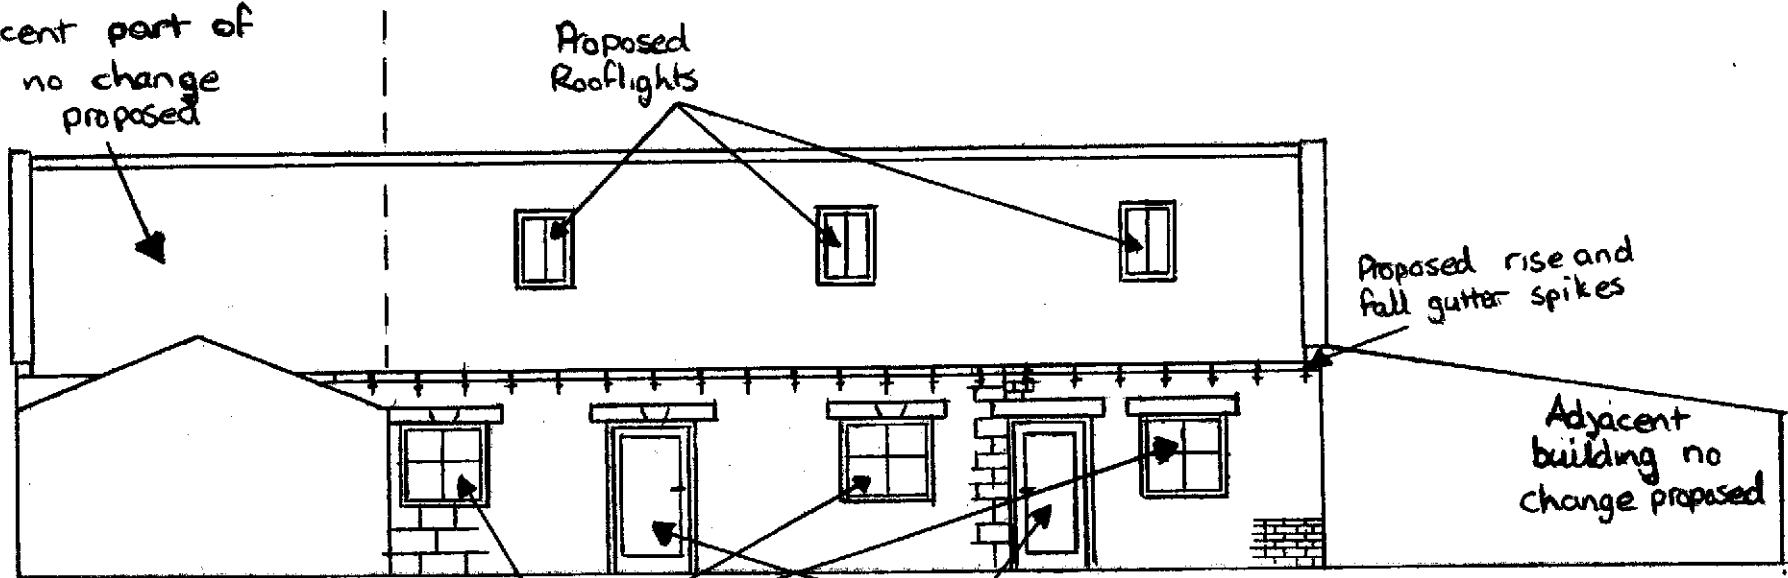 cent part of
no change
proposed
Proposed
Rooflights
Proposed rise and
fall gutter spikes
Adjacent
building no
change proposed